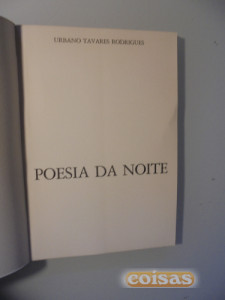 URBANO TAVARES RODRIGUES
POESIA DA NOITE
coisas